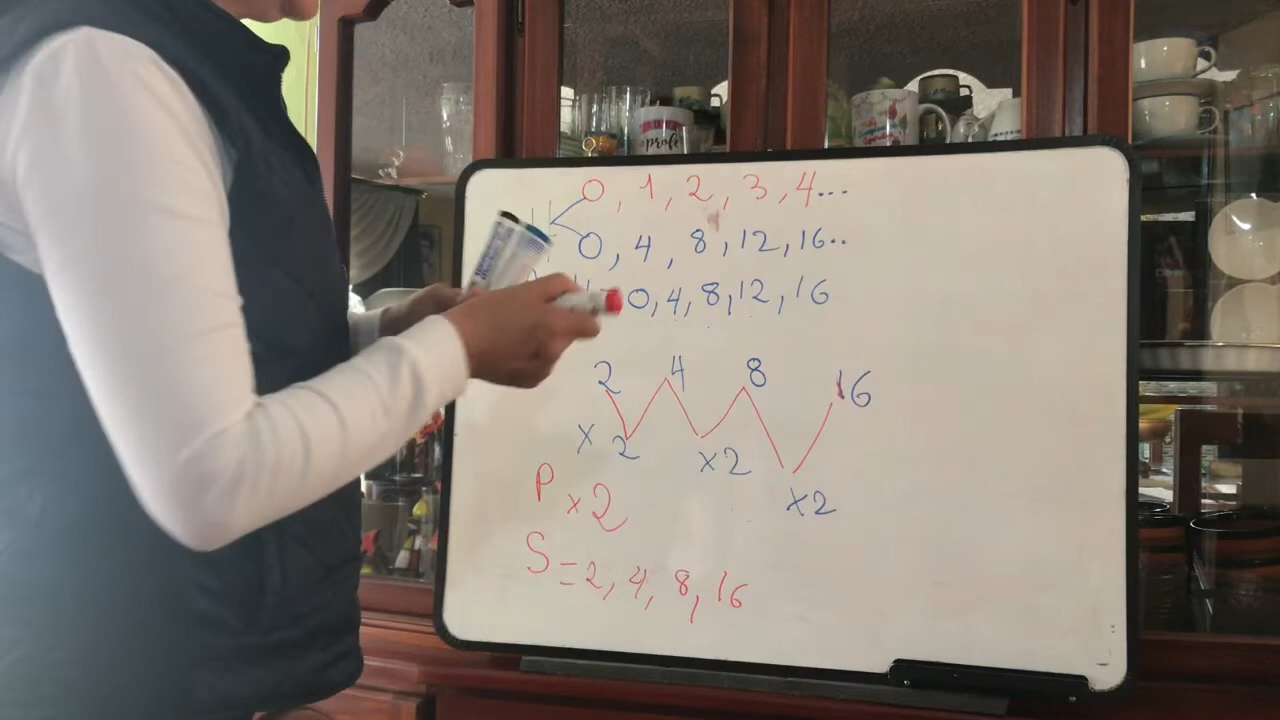 0, 1, 2, 3, 4...
0, 4, 8, 12, 16..
0, 4, 8, 12, 16
2 4 8 16
x 2 x2 x2
P x2
S=2, 4, 8, 16
profe